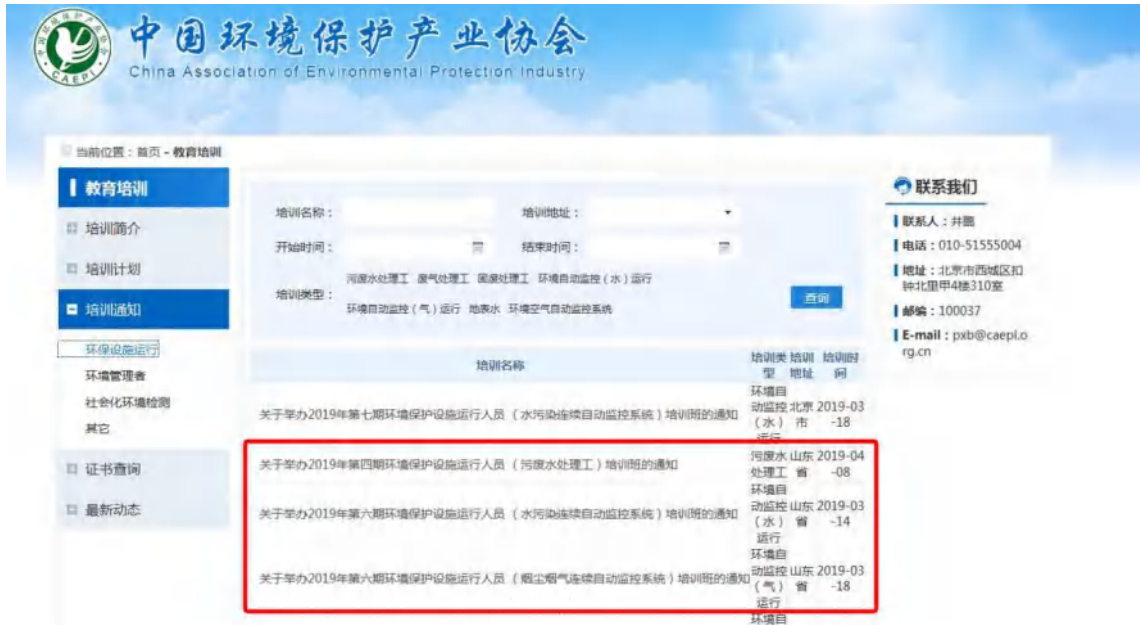 中国环境保护产业协会
China Association of Environmental Protection Industry
CAEPI
当前位置：首页 - 教育培训
教育培训
培训简介
培训计划
培训通知
环保设施运行
环境管理者
社会化环境检测
其它
证书查询
最新动态
培训名称：
培训地址：
开始时间：
结束时间：
培训类型：
污废水处理工 废气处理工 固废处理工 环境自动监控（水）运行
环境自动监控（气）运行 地表水 环境空气自动监控系统
查询
培训名称
培训类型
培训地址
培训时间
关于举办2019年第七期环境保护设施运行人员 （水污染连续自动监控系统）培训班的通知
环境自动监控（水）运行
北京市
2019-03-18
关于举办2019年第四期环境保护设施运行人员 （污废水处理工）培训班的通知
污废水处理工
山东省
2019-04-08
关于举办2019年第六期环境保护设施运行人员 （水污染连续自动监控系统）培训班的通知
环境自动监控（水）运行
山东省
2019-03-14
关于举办2019年第六期环境保护设施运行人员 （烟尘烟气连续自动监控系统）培训班的通知
环境自动监控（气）运行
山东省
2019-03-18
环境自
联系我们
联系人：井鹏
电话：010-51555004
地址：北京市西城区扣
钟北里甲4楼310室
邮编：100037
E-mail：pxb@caepi.o
rg.cn